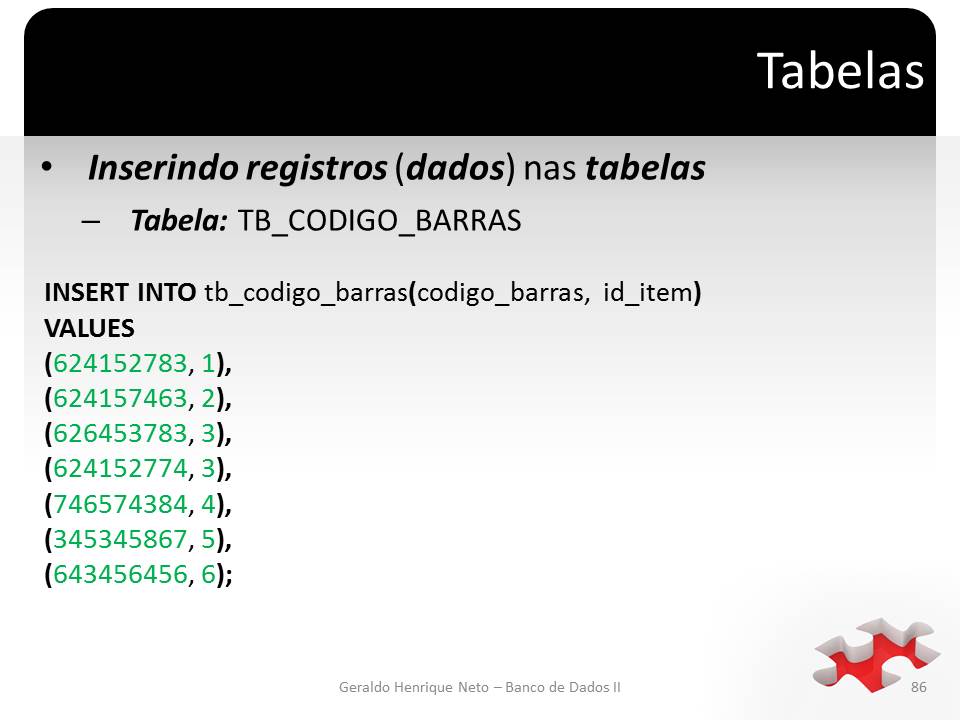 Tabelas
• Inserindo registros (dados) nas tabelas
– Tabela: TB_CODIGO_BARRAS
INSERT INTO tb_codigo_barras(codigo_barras, id_item)
VALUES
(624152783, 1),
(624157463, 2),
(626453783, 3),
(624152774, 3),
(746574384, 4),
(345345867, 5),
(643456456, 6);
Geraldo Henrique Neto – Banco de Dados II
86